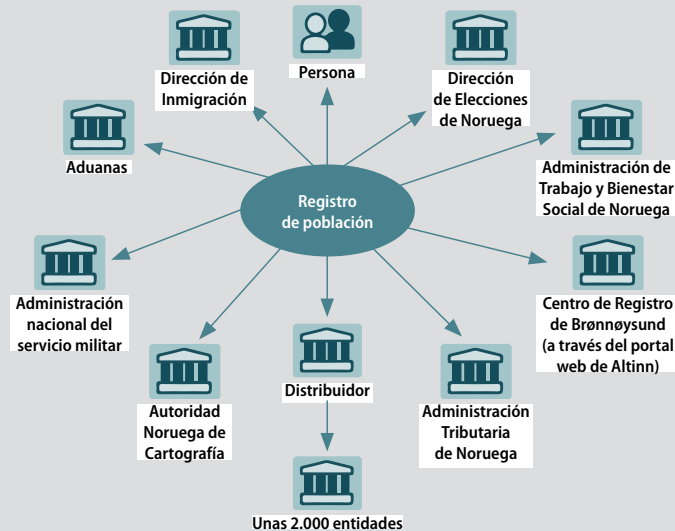 Dirección de
Inmigración
Persona
Dirección
de Elecciones
de Noruega
Aduanas
Administración de
Trabajo y Bienestar
Social de Noruega
Registro
de población
Administración
nacional del
servicio militar
Centro de Registro
de Brønnøysund
(a través del portal
web de Altinn)
Autoridad
Noruega de
Cartografía
Distribuidor
Administración
Tributaria
de Noruega
Unas 2.000 entidades